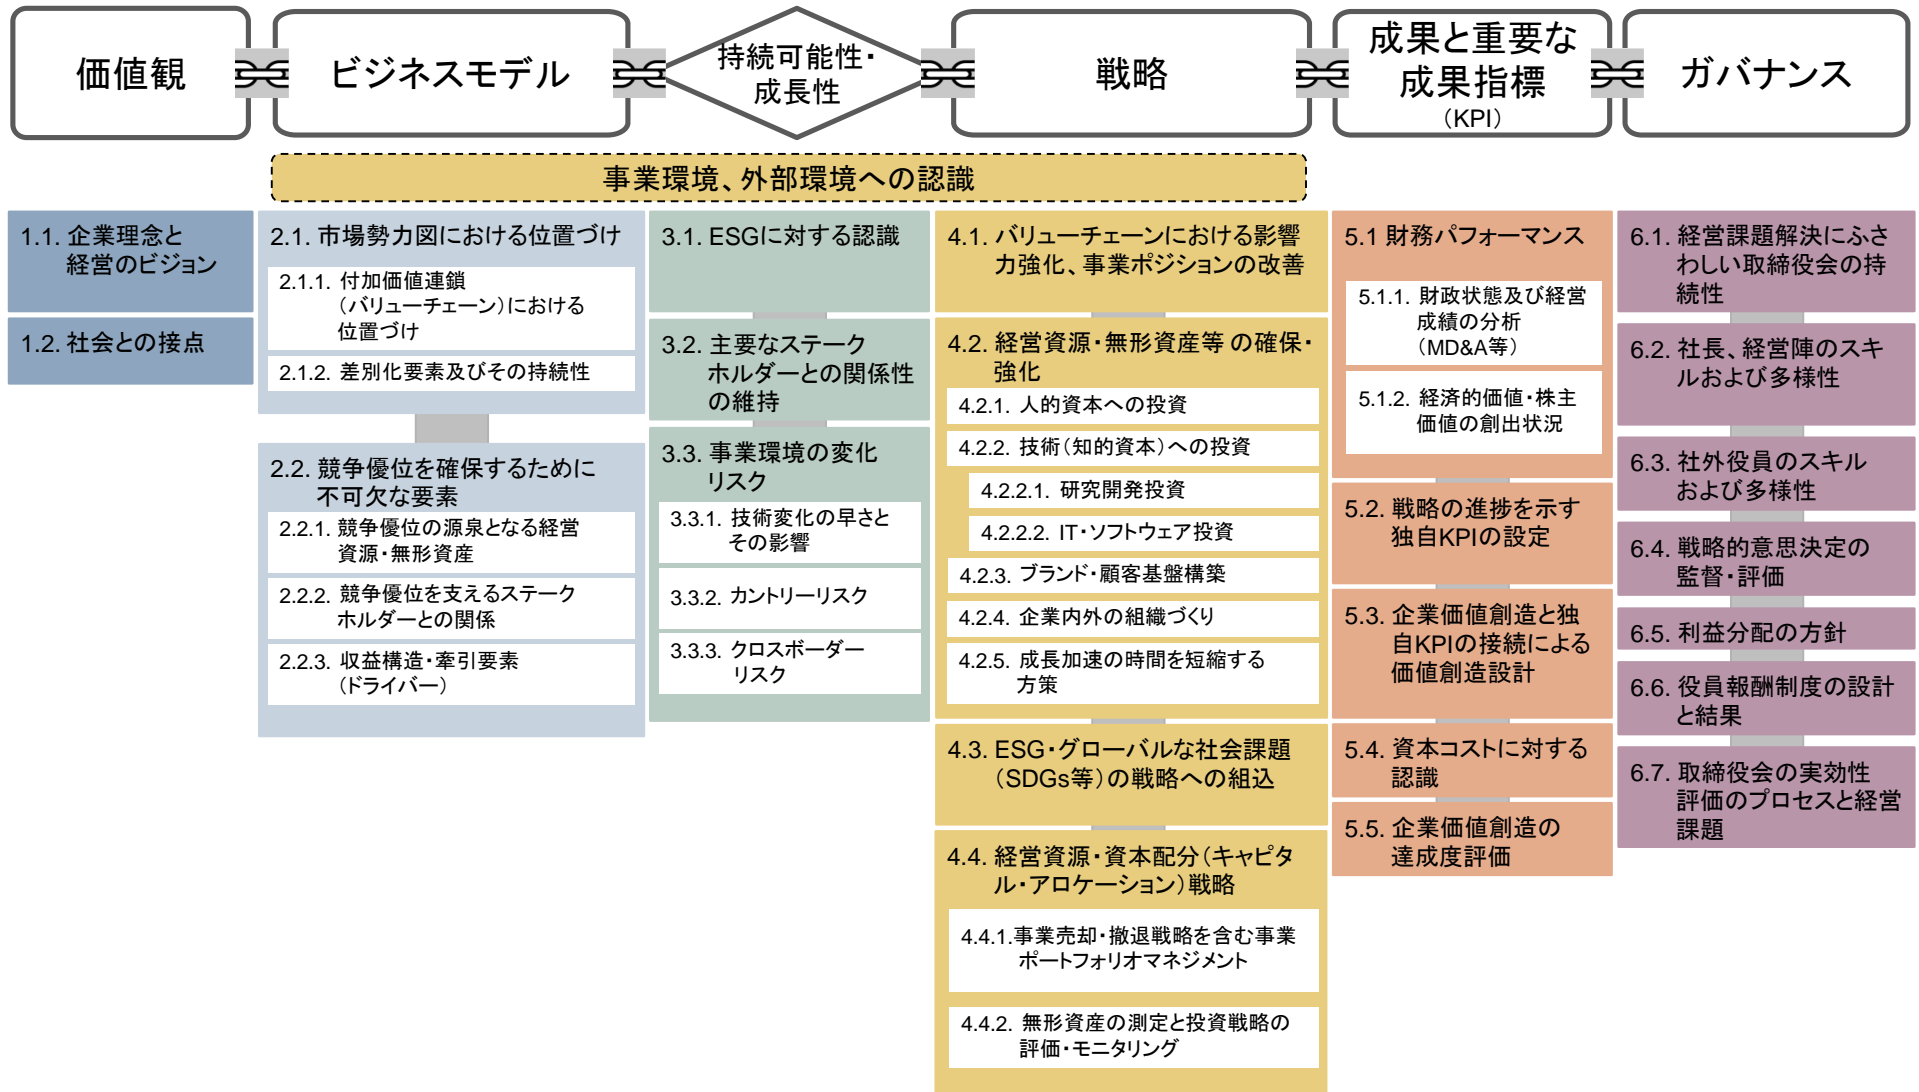 価値観
ビジネスモデル
持続可能性・
成長性
戦略
成果と重要な
成果指標
（KPI）
ガバナンス
事業環境、外部環境への認識
1.1. 企業理念と
経営のビジョン
1.2. 社会との接点
2.1. 市場勢力図における位置づけ
2.1.1. 付加価値連鎖
（バリューチェーン）における
位置づけ
2.1.2. 差別化要素及びその持続性
2.2. 競争優位を確保するために
不可欠な要素
2.2.1. 競争優位の源泉となる経営
資源・無形資産
2.2.2. 競争優位を支えるステーク
ホルダーとの関係
2.2.3. 収益構造・牽引要素
（ドライバー）
3.1. ESGに対する認識
3.2. 主要なステーク
ホルダーとの関係性
の維持
3.3. 事業環境の変化
リスク
3.3.1. 技術変化の早さと
その影響
3.3.2. カントリーリスク
3.3.3. クロスボーダー
リスク
4.1. バリューチェーンにおける影響
力強化、事業ポジションの改善
4.2. 経営資源・無形資産等 の確保・
強化
4.2.1. 人的資本への投資
4.2.2. 技術（知的資本）への投資
4.2.2.1. 研究開発投資
4.2.2.2. IT・ソフトウェア投資
4.2.3. ブランド・顧客基盤構築
4.2.4. 企業内外の組織づくり
4.2.5. 成長加速の時間を短縮する
方策
4.3. ESG・グローバルな社会課題
（SDGs等）の戦略への組込
4.4. 経営資源・資本配分（キャピタ
ル・アロケーション）戦略
4.4.1.事業売却・撤退戦略を含む事業
ポートフォリオマネジメント
4.4.2. 無形資産の測定と投資戦略の
評価・モニタリング
5.1 財務パフォーマンス
5.1.1. 財政状態及び経営
成績の分析
（MD&A等）
5.1.2. 経済的価値・株主
価値の創出状況
5.2. 戦略の進捗を示す
独自KPIの設定
5.3. 企業価値創造と独
自KPIの接続による
価値創造設計
5.4. 資本コストに対する
認識
5.5. 企業価値創造の
達成度評価
6.1. 経営課題解決にふさ
わしい取締役会の持
続性
6.2. 社長、経営陣のスキ
ルおよび多様性
6.3. 社外役員のスキル
および多様性
6.4. 戦略的意思決定の
監督・評価
6.5. 利益分配の方針
6.6. 役員報酬制度の設計
と結果
6.7. 取締役会の実効性
評価のプロセスと経営
課題